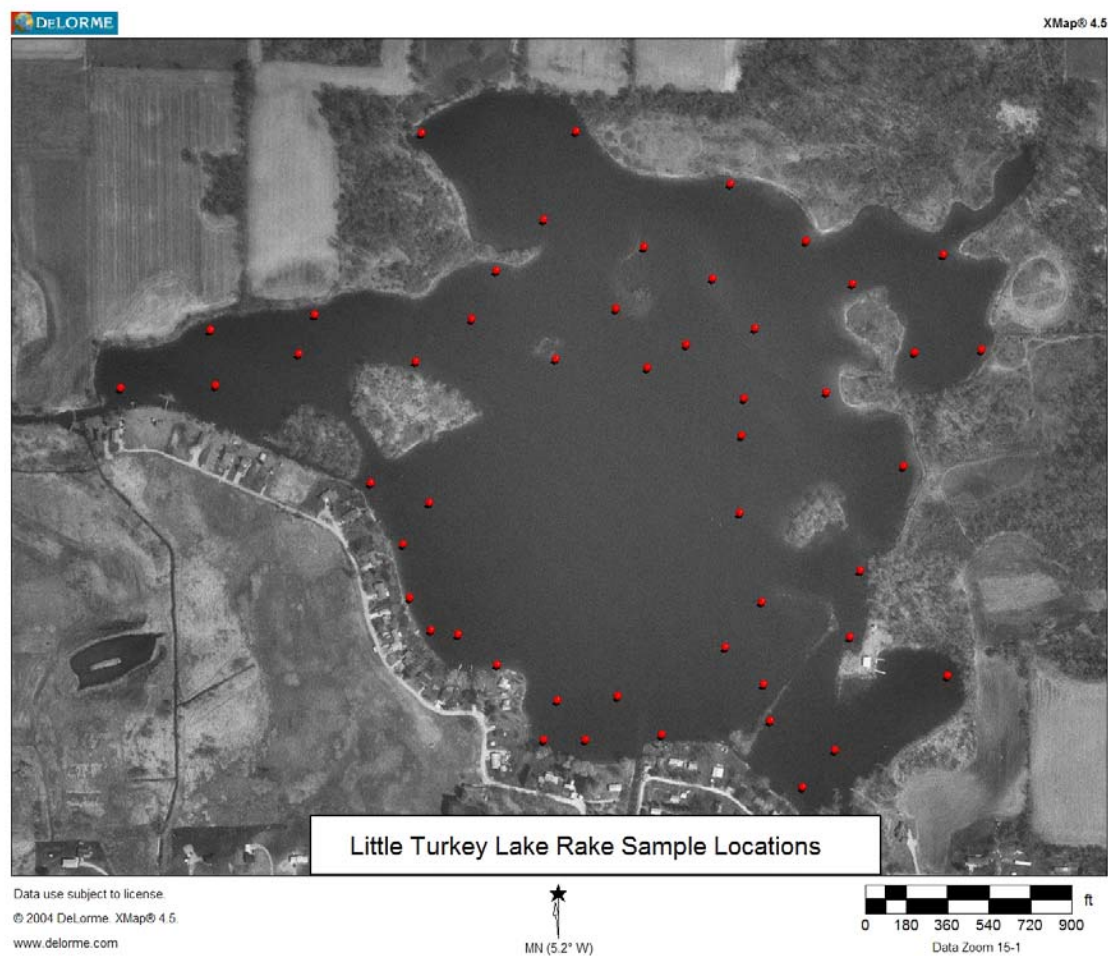 DELORME
XMap® 4.5
Little Turkey Lake Rake Sample Locations
Data use subject to license.
© 2004 DeLorme. XMap® 4.5.
www.delorme.com
MN (5.2° W)
ft
0 180 360 540 720 900
Data Zoom 15-1